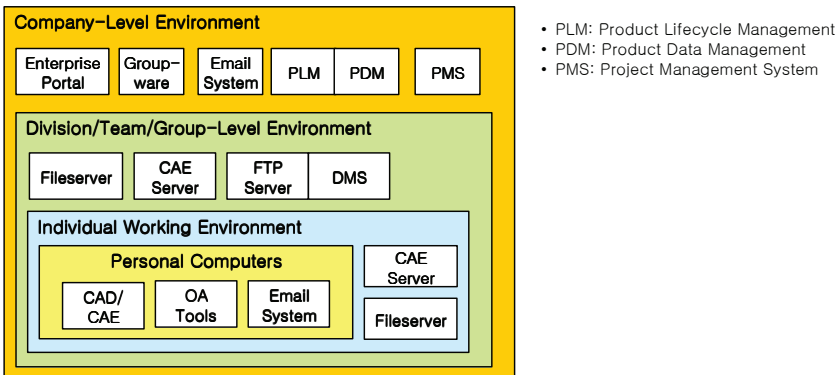 Company-Level Environment
Enterprise
Portal
Group-
ware
Email
System
PLM
PDM
PMS
• PLM: Product Lifecycle Management
• PDM: Product Data Management
• PMS: Project Management System
Division/Team/Group-Level Environment
Fileserver
CAE
Server
FTP
Server
DMS
Individual Working Environment
Personal Computers
CAD/
CAE
OA
Tools
Email
System
CAE
Server
Fileserver